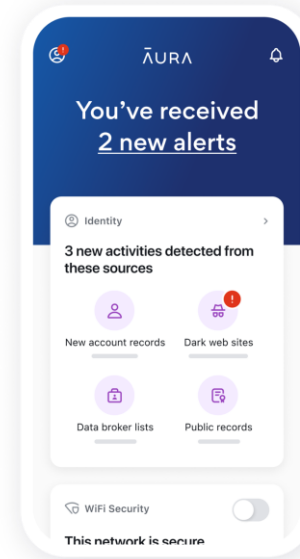 ĀURA
You’ve received
2 new alerts
Identity
3 new activities detected from
these sources
!
New account records
Dark web sites
Data broker lists
Public records
WiFi Security
This network is secure